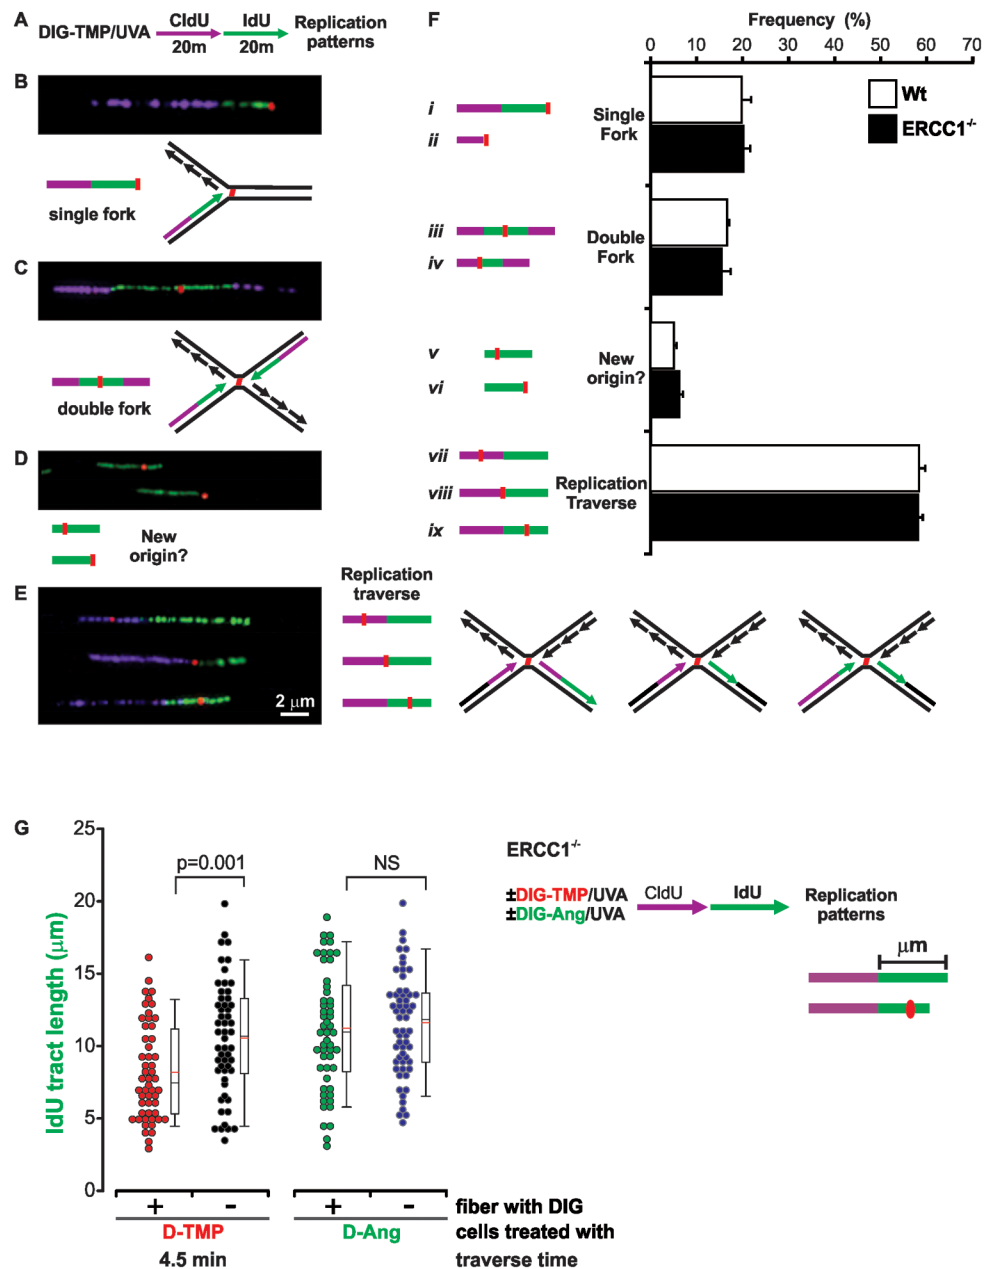 A
DIG-TMP/UVA
CldU
20m
IdU
20m
Replication
patterns
B
single fork
C
double fork
D
New
origin?
E
2 μm
Replication
traverse
F
Frequency (%)
0 10 20 30 40 50 60 70
Wt
ERCC1-/-
i
ii
Single
Fork
iii
iv
Double
Fork
v
vi
New
origin?
vii
viii
ix
Replication
Traverse
G
IdU tract length (μm)
25
20
15
10
5
0
p=0.001
NS
+ - + -
fiber with DIG
D-TMP D-Ang cells treated with
4.5 min traverse time
ERCC1-/-
±DIG-TMP/UVA
±DIG-Ang/UVA
CldU
IdU
Replication
patterns
μm